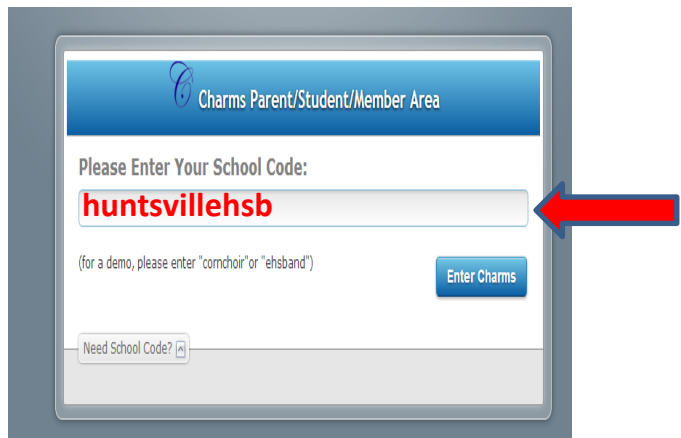 C Charms Parent/Student/Member Area
Please Enter Your School Code:
huntsvillehsb
(for a demo, please enter "cornchoir"or "ehsband")
Enter Charms
Need School Code?